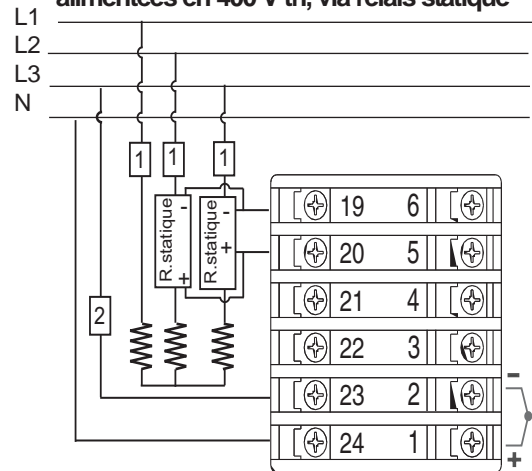 alimentées en 400 V tri, via relais statique
L1
L2
L3
N
1 1 1
R.statique - +
R.statique - +
2
19 6
20 5
21 4
22 3
23 2 -
24 1 +